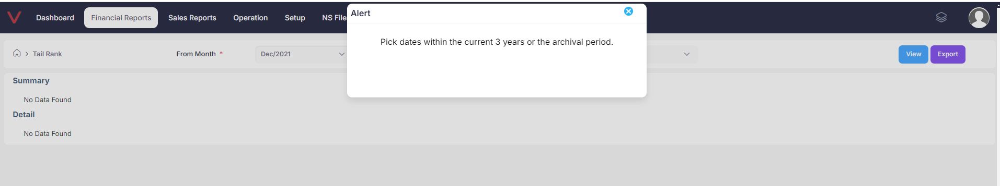 Dashboard Financial Reports Sales Reports Operation Setup NS File
Alert
Pick dates within the current 3 years or the archival period.
Tail Rank From Month * Dec/2021 View Export
Summary
No Data Found
Detail
No Data Found